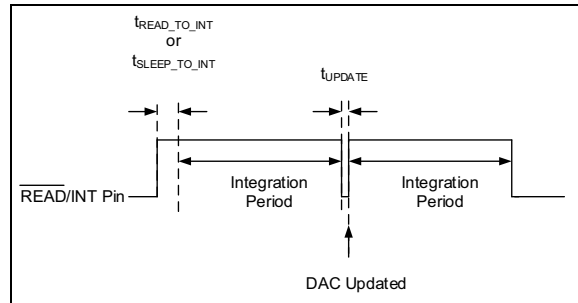 tREAD_TO_INT
or
tSLEEP_TO_INT
tUPDATE
READ/INT Pin
Integration
Period
Integration
Period
DAC Updated